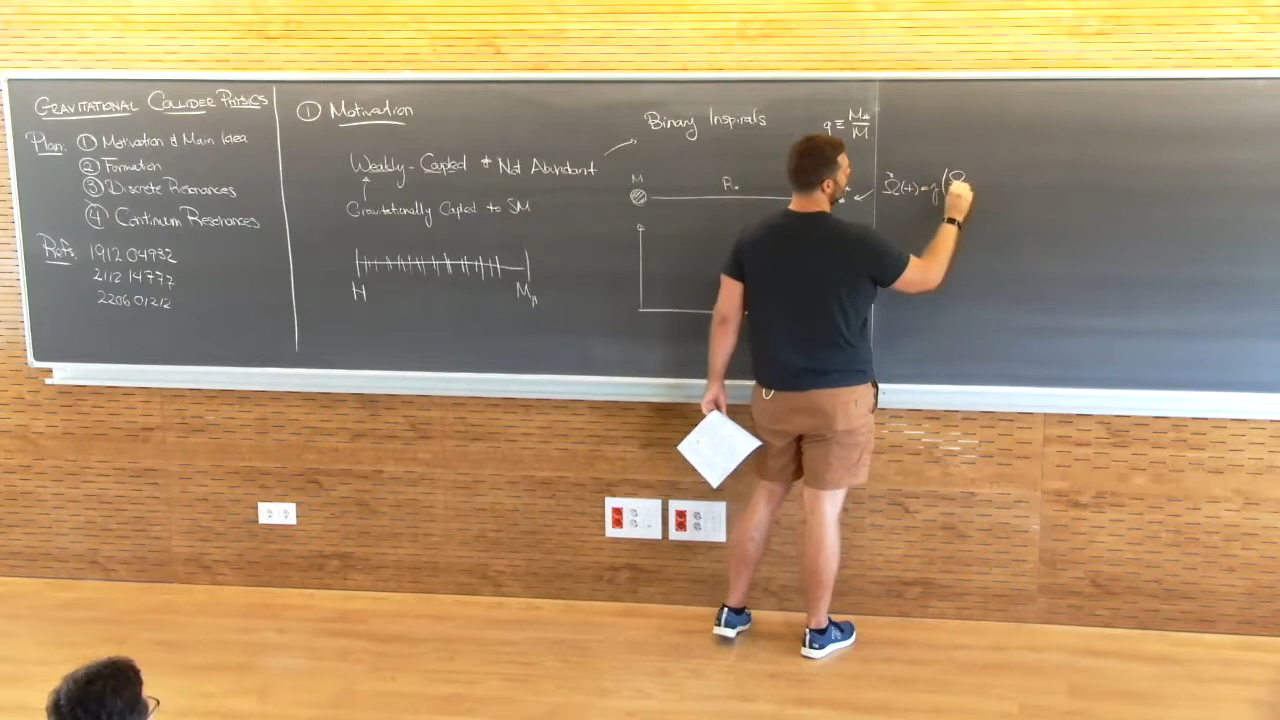 GRAVITATIONAL COLLIDER PHYSICS
Plan: ① Motivation & Main Idea
② Formation
③ Discrete Resonances
④ Continuum Resonances
Refs: 1912 04932
2112 14777
2206 01212
① Motivation
Weakly-Coupled + Not Abundant
Gravitationally Coupled to SM
H
M
Binary Inspirals
q ≡ M* / M
M
R*
Ω̇(t) = γ (Ω